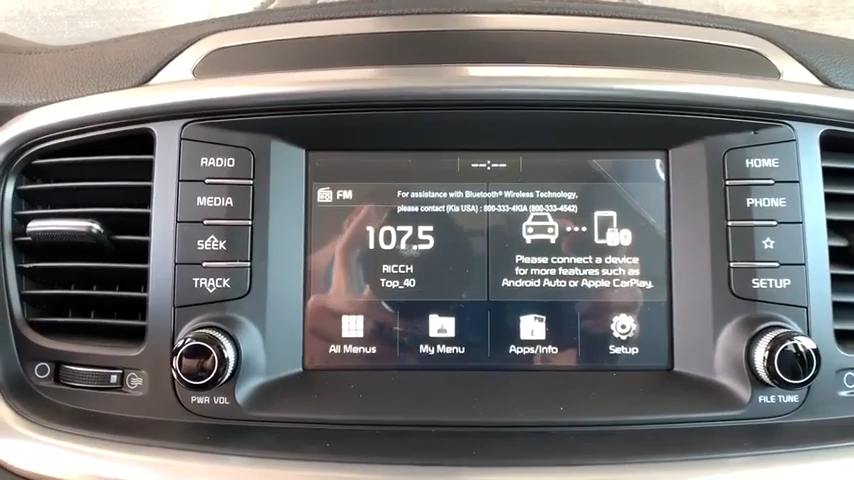 RADIO
MEDIA
SEEK
TRACK
PWR VOL
--:--
FM
For assistance with Bluetooth® Wireless Technology,
please contact (Kia USA) : 800-333-4KIA (800-333-4542)
107.5
RICCH
Top_40
Please connect a device
for more features such as
Android Auto or Apple CarPlay.
All Menus
My Menu
Apps/Info
Setup
HOME
PHONE
SETUP
FILE TUNE